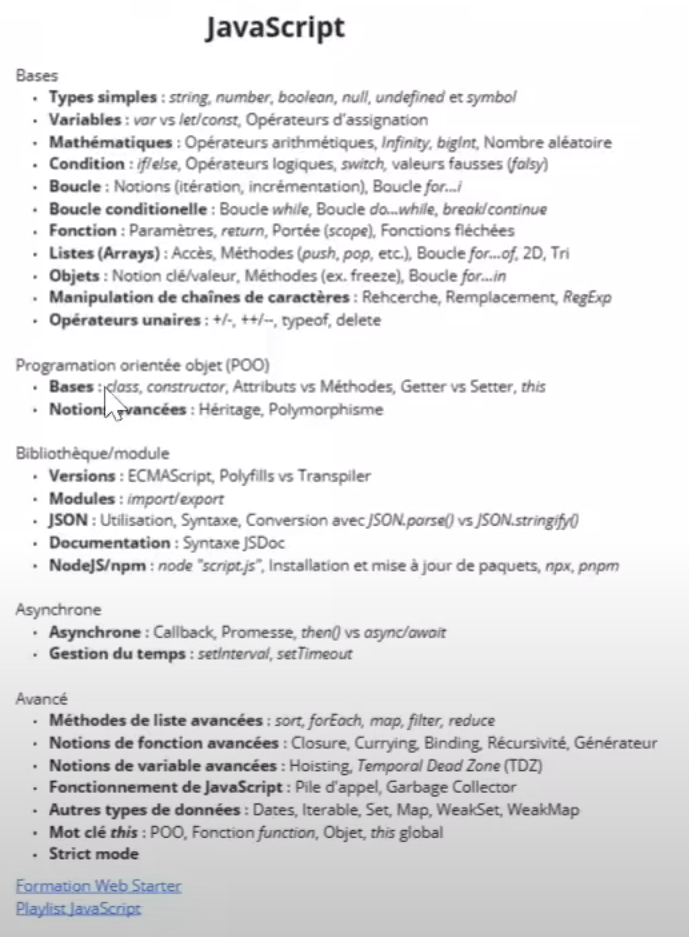 JavaScript
Bases
• Types simples : string, number, boolean, null, undefined et symbol
• Variables : var vs let/const, Opérateurs d'assignation
• Mathématiques : Opérateurs arithmétiques, Infinity, bigInt, Nombre aléatoire
• Condition : if/else, Opérateurs logiques, switch, valeurs fausses (falsy)
• Boucle : Notions (itération, incrémentation), Boucle for...i
• Boucle conditionelle : Boucle while, Boucle do...while, break/continue
• Fonction : Paramètres, return, Portée (scope), Fonctions fléchées
• Listes (Arrays) : Accès, Méthodes (push, pop, etc.), Boucle for...of, 2D, Tri
• Objets : Notion clé/valeur, Méthodes (ex. freeze), Boucle for...in
• Manipulation de chaînes de caractères : Rehcerche, Remplacement, RegExp
• Opérateurs unaires : +/-, ++/--, typeof, delete
Programation orientée objet (POO)
• Bases : class, constructor, Attributs vs Méthodes, Getter vs Setter, this
• Notions avancées : Héritage, Polymorphisme
Bibliothèque/module
• Versions : ECMAScript, Polyfills vs Transpiler
• Modules : import/export
• JSON : Utilisation, Syntaxe, Conversion avec JSON.parse() vs JSON.stringify()
• Documentation : Syntaxe JSDoc
• NodeJS/npm : node "script.js", Installation et mise à jour de paquets, npx, pnpm
Asynchrone
• Asynchrone : Callback, Promesse, then() vs async/await
• Gestion du temps : setInterval, setTimeout
Avancé
• Méthodes de liste avancées : sort, forEach, map, filter, reduce
• Notions de fonction avancées : Closure, Currying, Binding, Récursivité, Générateur
• Notions de variable avancées : Hoisting, Temporal Dead Zone (TDZ)
• Fonctionnement de JavaScript : Pile d'appel, Garbage Collector
• Autres types de données : Dates, Iterable, Set, Map, WeakSet, WeakMap
• Mot clé this : POO, Fonction function, Objet, this global
• Strict mode
Formation Web Starter
Playlist JavaScript